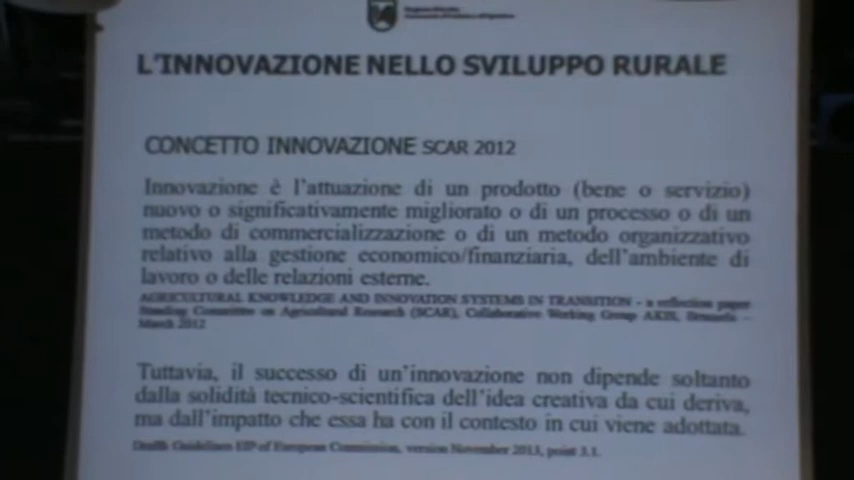 L'INNOVAZIONE NELLO SVILUPPO RURALE
CONCETTO INNOVAZIONE SCAR 2012
Innovazione è l'attuazione di un prodotto (bene o servizio)
nuovo o significativamente migliorato o di un processo o di un
metodo di commercializzazione o di un metodo organizzativo
relativo alla gestione economico/finanziaria, dell'ambiente di
lavoro o delle relazioni esterne.
AGRICULTURAL KNOWLEDGE AND INNOVATION SYSTEMS IN TRANSITION - a reflection paper
Standing Committee on Agricultural Research (SCAR), Collaborative Working Group AKIS, Brussels –
March 2012
Tuttavia, il successo di un'innovazione non dipende soltanto
dalla solidità tecnico-scientifica dell'idea creativa da cui deriva,
ma dall'impatto che essa ha con il contesto in cui viene adottata.
Guidelines EIP of European Commission, version November 2013, point 3.1.